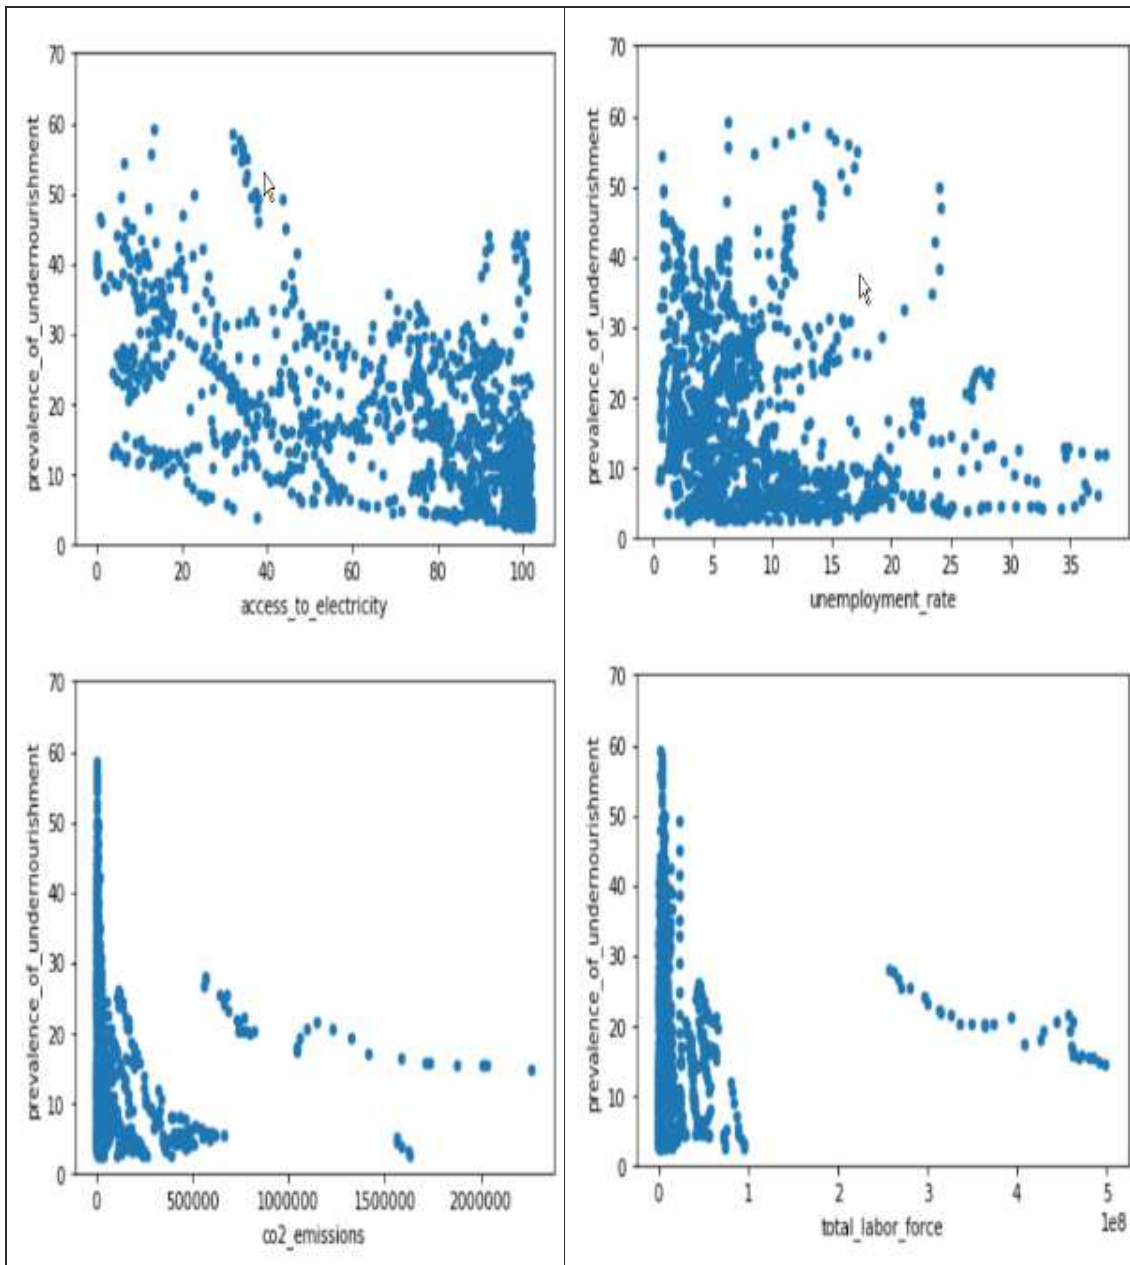 70
60
50
40
30
20
10
0
prevalence_of_undernourishment
0 20 40 60 80 100
access_to_electricity
70
60
50
40
30
20
10
0
prevalence_of_undernourishment
0 5 10 15 20 25 30 35
unemployment_rate
70
60
50
40
30
20
10
0
prevalence_of_undernourishment
0 500000 1000000 1500000 2000000
co2_emissions
70
60
50
40
30
20
10
0
prevalence_of_undernourishment
0 1 2 3 4 5
1e8
total_labor_force